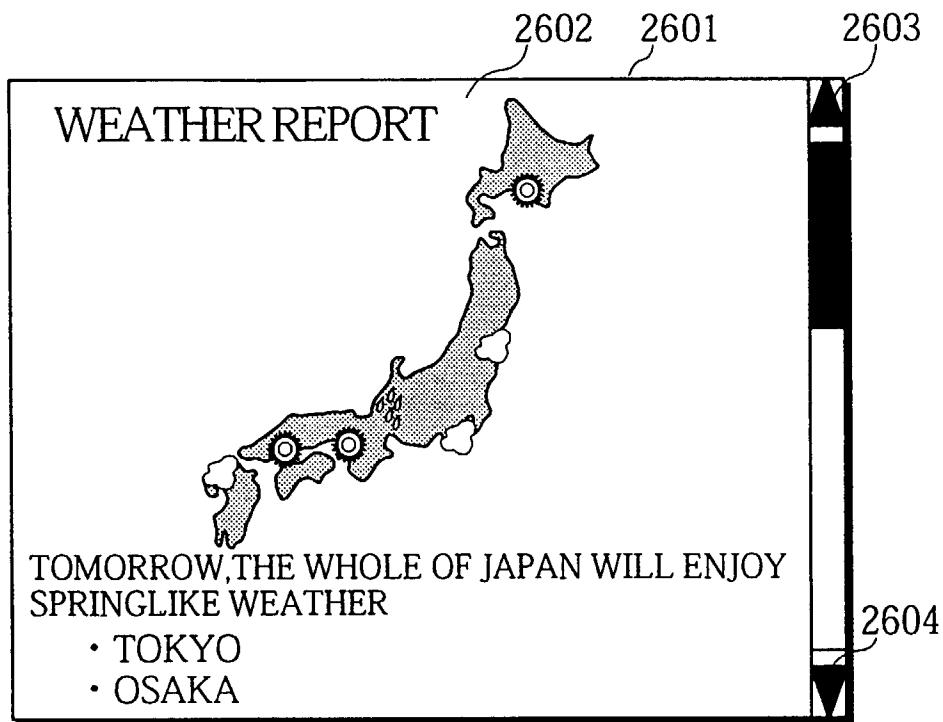 2602 2601 2603
WEATHER REPORT
TOMORROW,THE WHOLE OF JAPAN WILL ENJOY
SPRINGLIKE WEATHER
2604
・TOKYO
・OSAKA